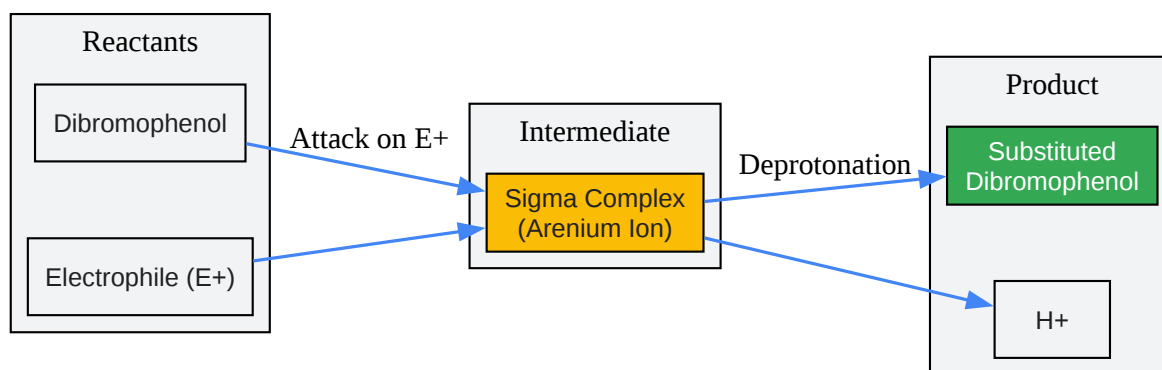 Reactants
Dibromophenol
Electrophile (E+)
Attack on E+
Intermediate
Sigma Complex
(Arenium Ion)
Deprotonation
Product
Substituted
Dibromophenol
H+